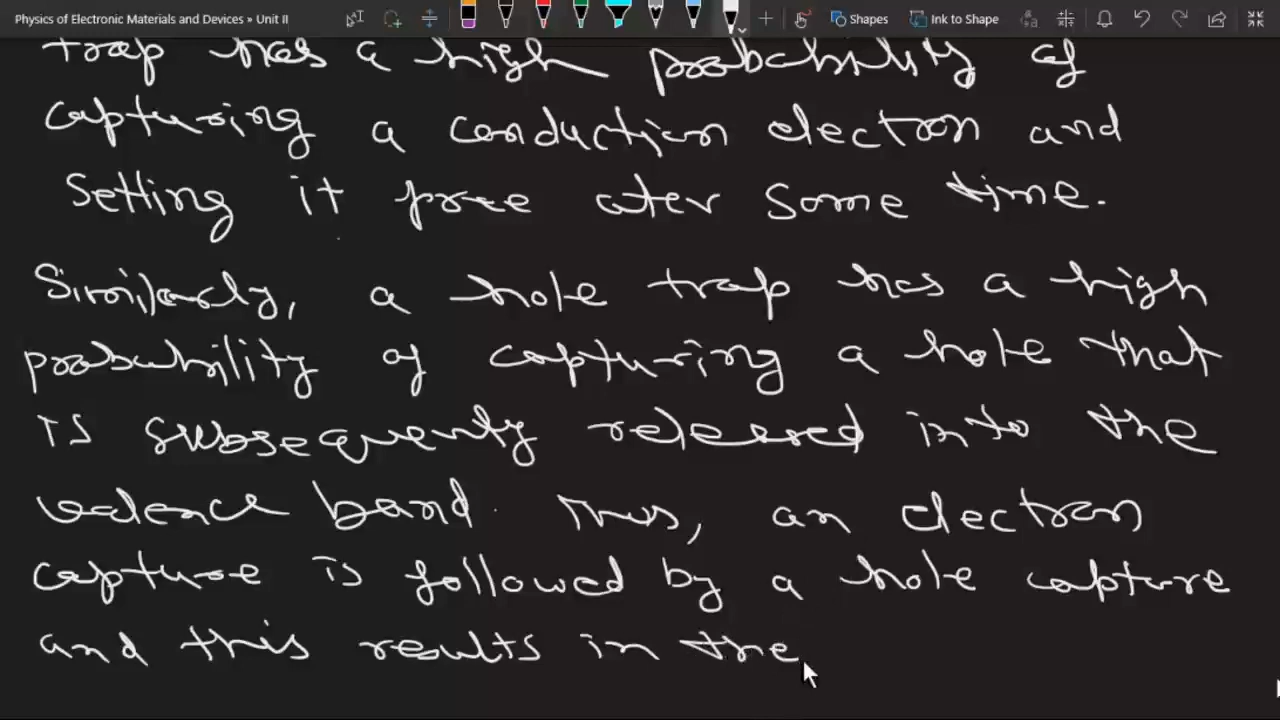 Physics of Electronic Materials and Devices » Unit II
Shapes
Ink to Shape
trap has a high probability of
capturing a conduction electron and
setting it free ater some time.
Similarly, a hole trap has a high
probability of capturing a hole that
is subsequently released into the
valence band. Thus, an electron
capture is followed by a hole capture
and this results in the